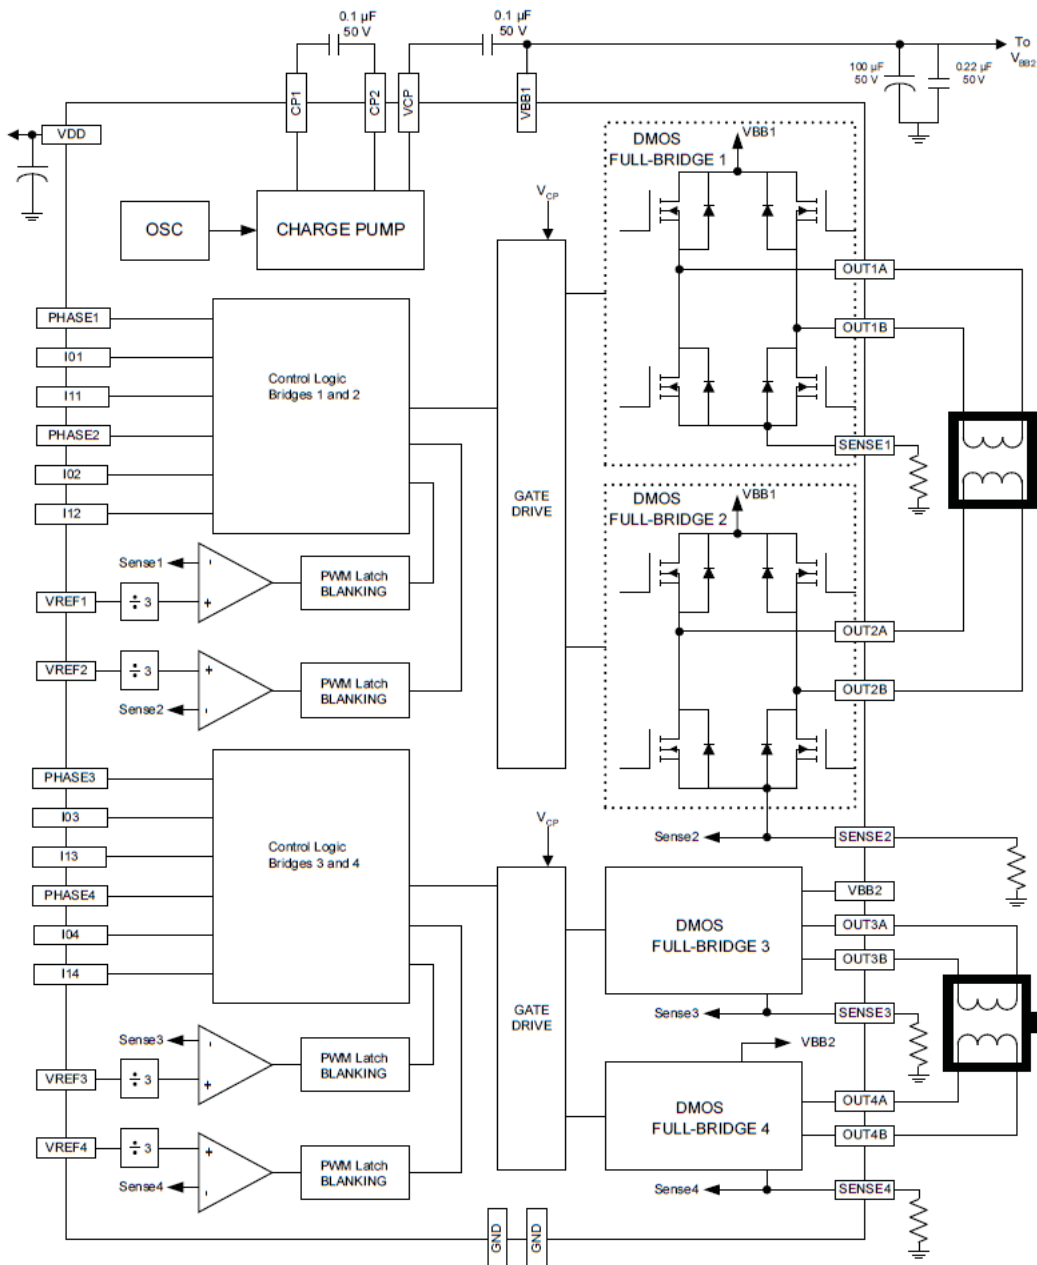 0.1 µF
50 V
0.1 µF
50 V
To
VBB2
100 µF
50 V
0.22 µF
50 V
CP1
CP2
VCP
VBB1
VDD
OSC
CHARGE PUMP
VCP
DMOS
FULL-BRIDGE 1
VBB1
OUT1A
OUT1B
SENSE1
PHASE1
I01
I11
PHASE2
I02
I12
Control Logic
Bridges 1 and 2
GATE
DRIVE
DMOS
FULL-BRIDGE 2
VBB1
OUT2A
OUT2B
Sense1
-
+
VREF1
÷ 3
PWM Latch
BLANKING
VREF2
÷ 3
+
-
Sense2
PWM Latch
BLANKING
PHASE3
I03
I13
PHASE4
I04
I14
Control Logic
Bridges 3 and 4
VCP
GATE
DRIVE
Sense2
SENSE2
DMOS
FULL-BRIDGE 3
VBB2
OUT3A
OUT3B
Sense3
SENSE3
VBB2
DMOS
FULL-BRIDGE 4
OUT4A
OUT4B
Sense4
SENSE4
Sense3
-
+
VREF3
÷ 3
PWM Latch
BLANKING
VREF4
÷ 3
+
-
Sense4
PWM Latch
BLANKING
GND
GND